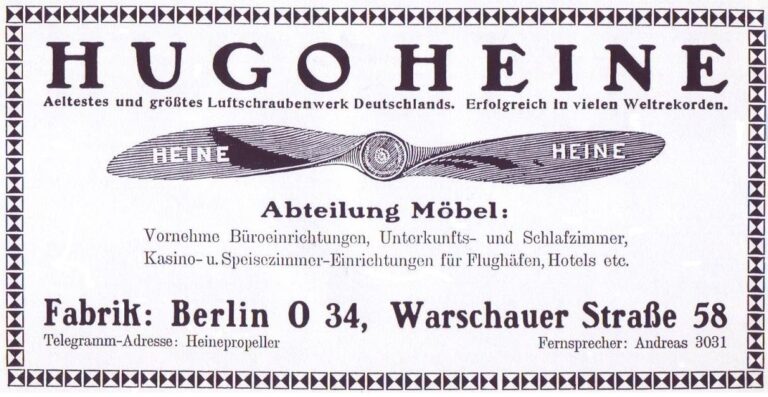 HUGO HEINE
Aeltestes und größtes Luftschraubenwerk Deutschlands. Erfolgreich in vielen Weltrekorden.
HEINE HEINE
Abteilung Möbel:
Vornehme Büroeinrichtungen, Unterkunfts- und Schlafzimmer,
Kasino- u. Speisezimmer-Einrichtungen für Flughäfen, Hotels etc.
Fabrik: Berlin O 34, Warschauer Straße 58
Telegramm-Adresse: Heinepropeller Fernsprecher: Andreas 3031